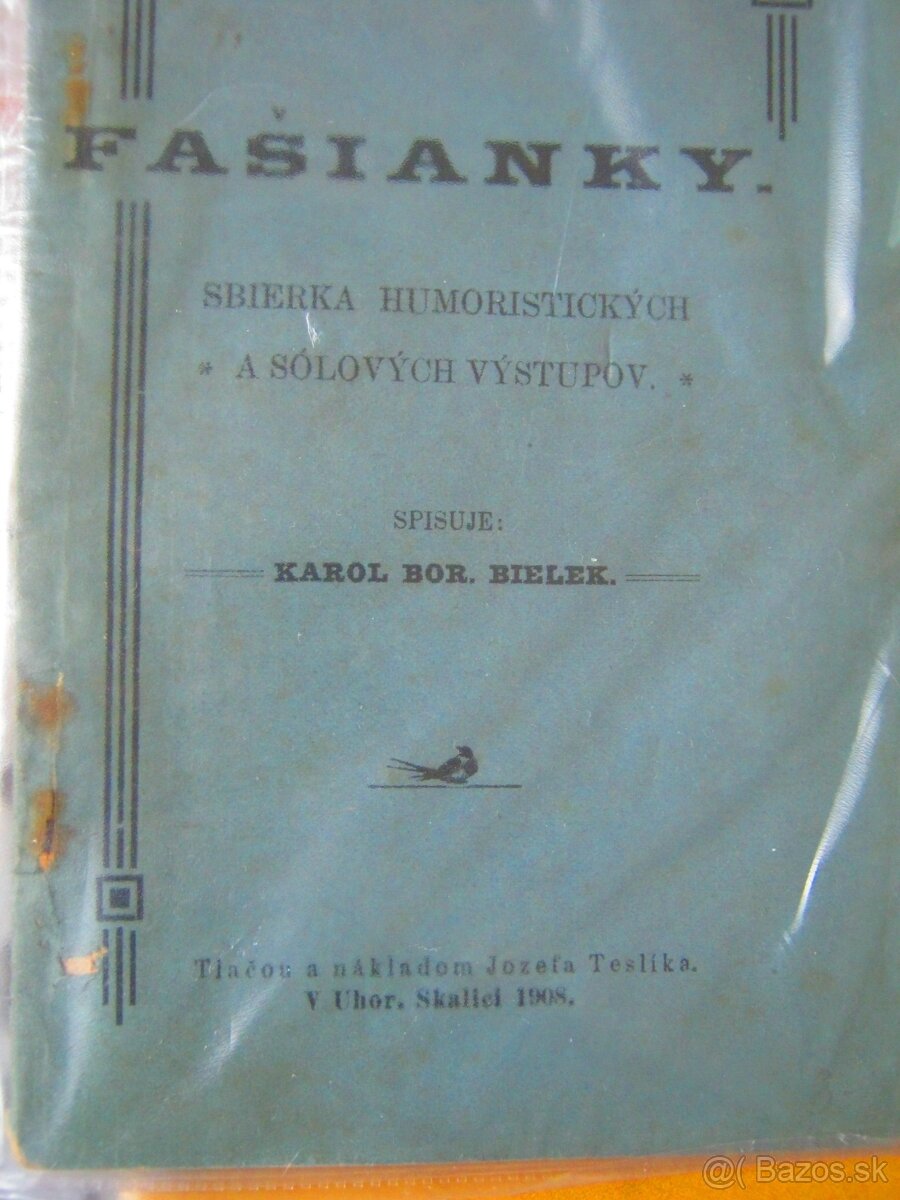 FAŠIANKY.
SBIERKA HUMORISTICKÝCH
* A SÓLOVÝCH VÝSTUPOV. *
SPISUJE:
KAROL BOR. BIELEK.
Tlačou a nákladom Jozefa Teslíka.
V Uhor. Skalici 1908.
@( Bazos.sk